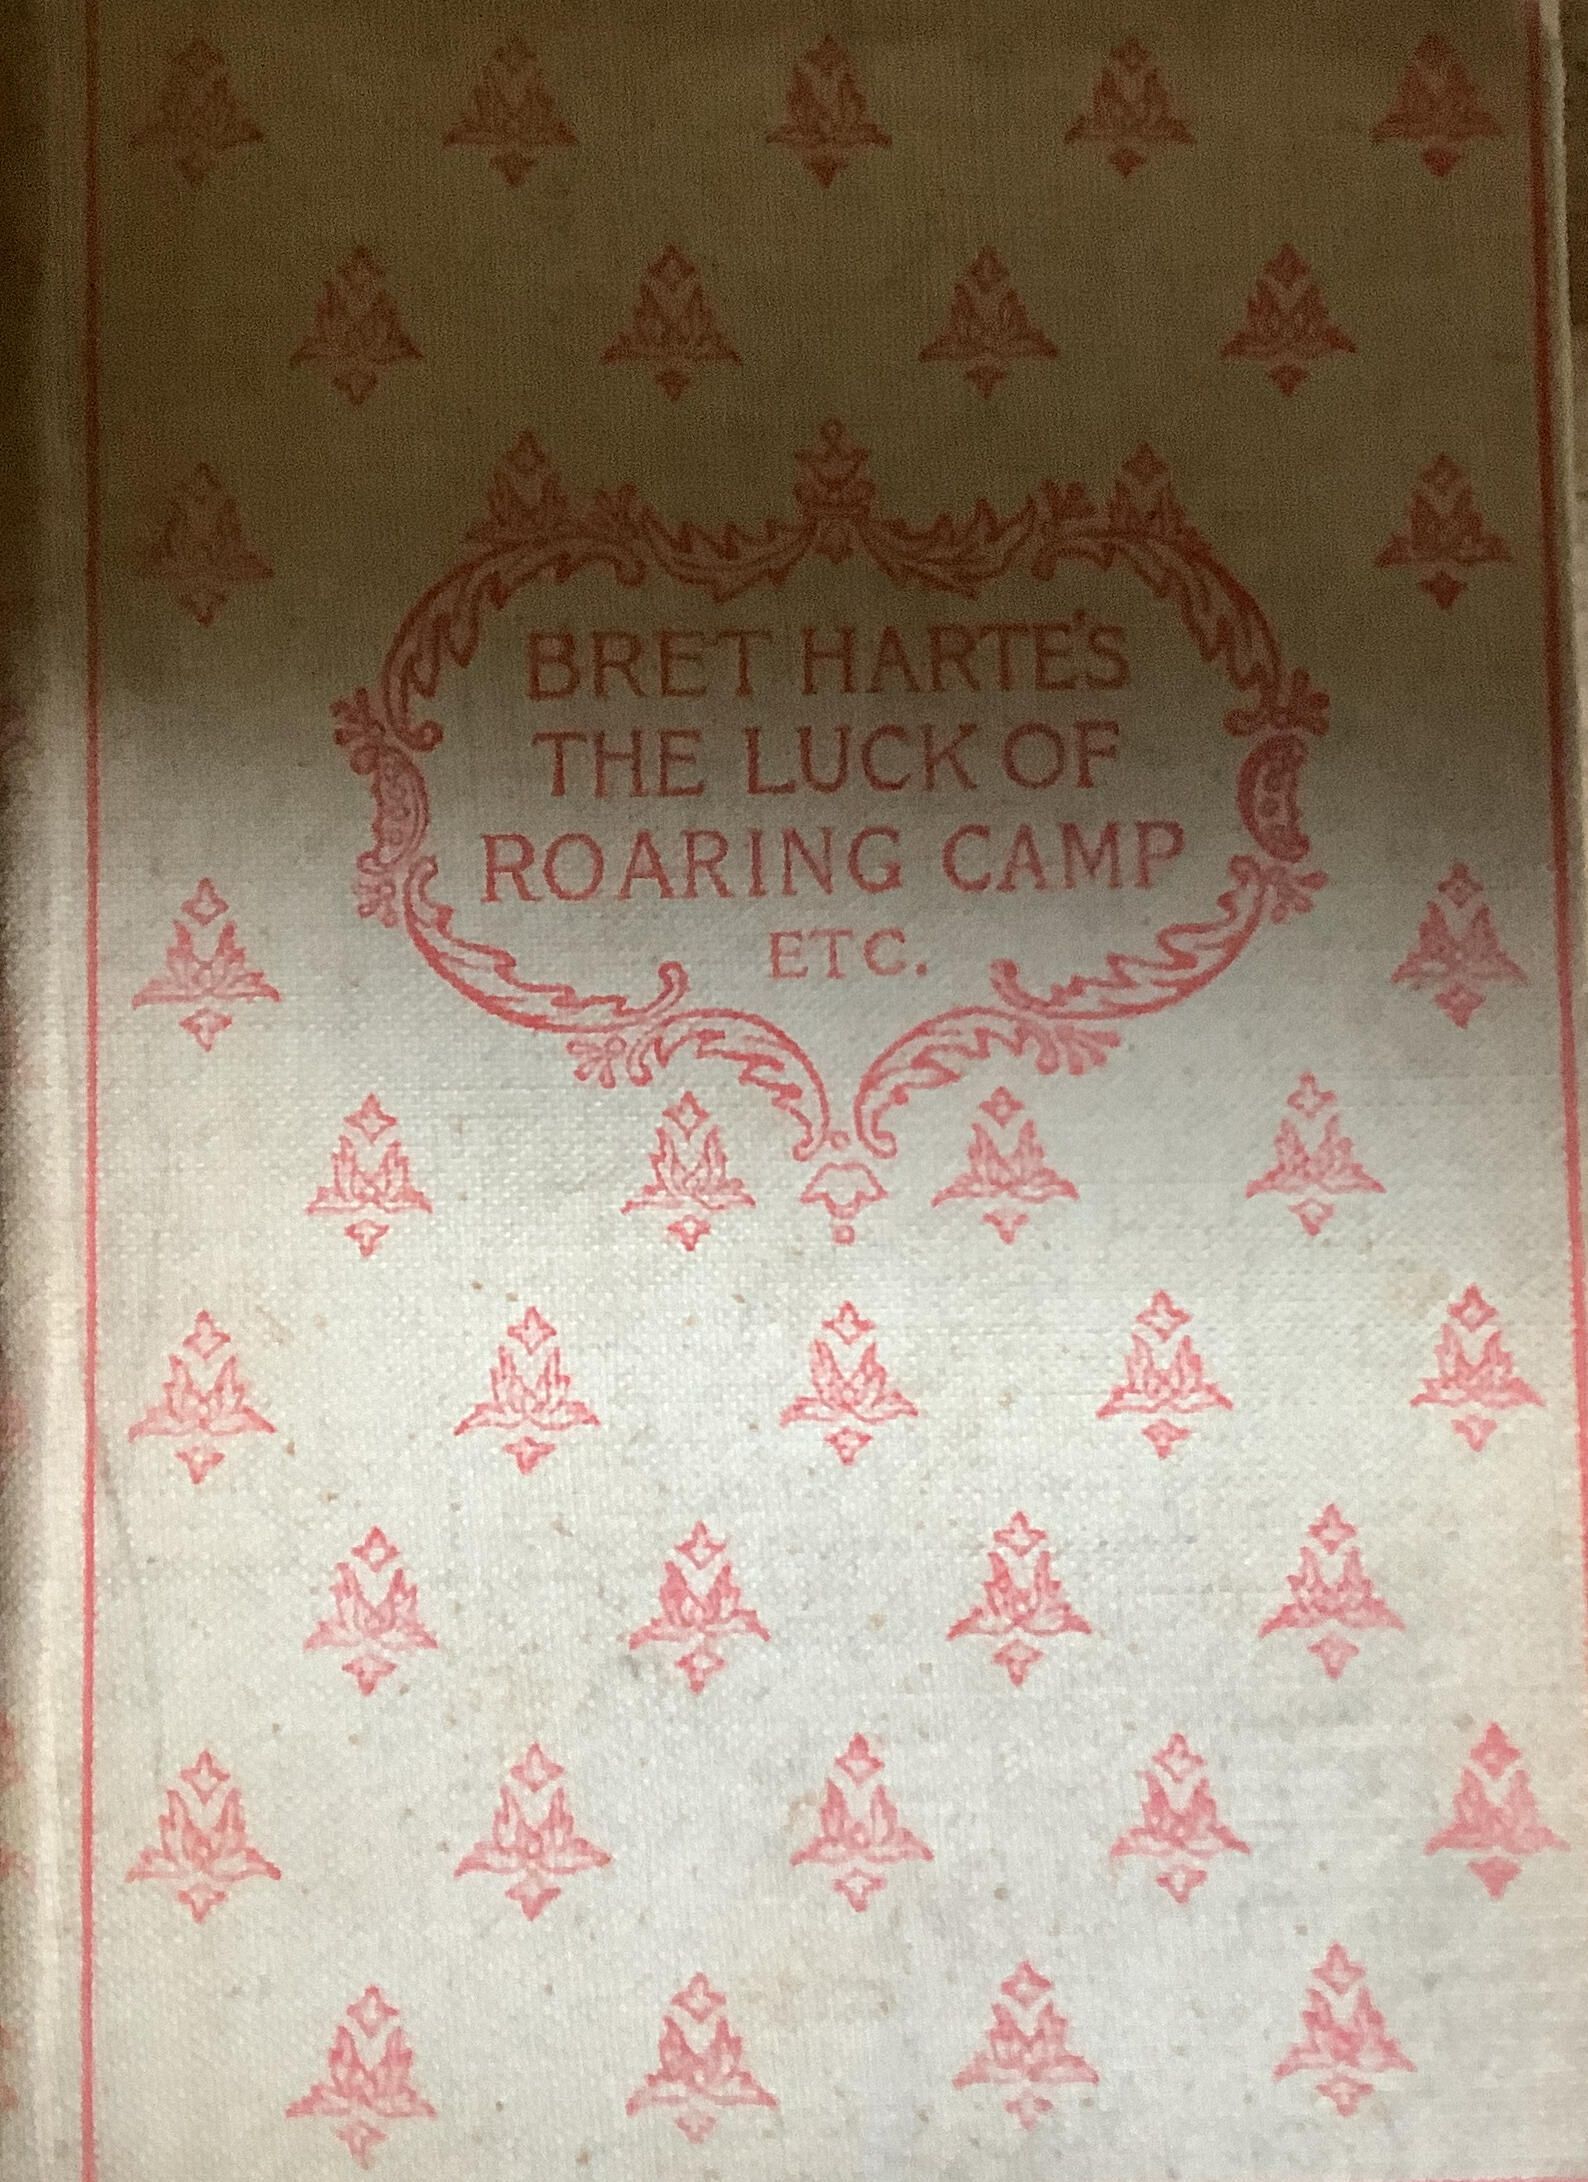 BRET HARTE'S
THE LUCK OF
ROARING CAMP
ETC.